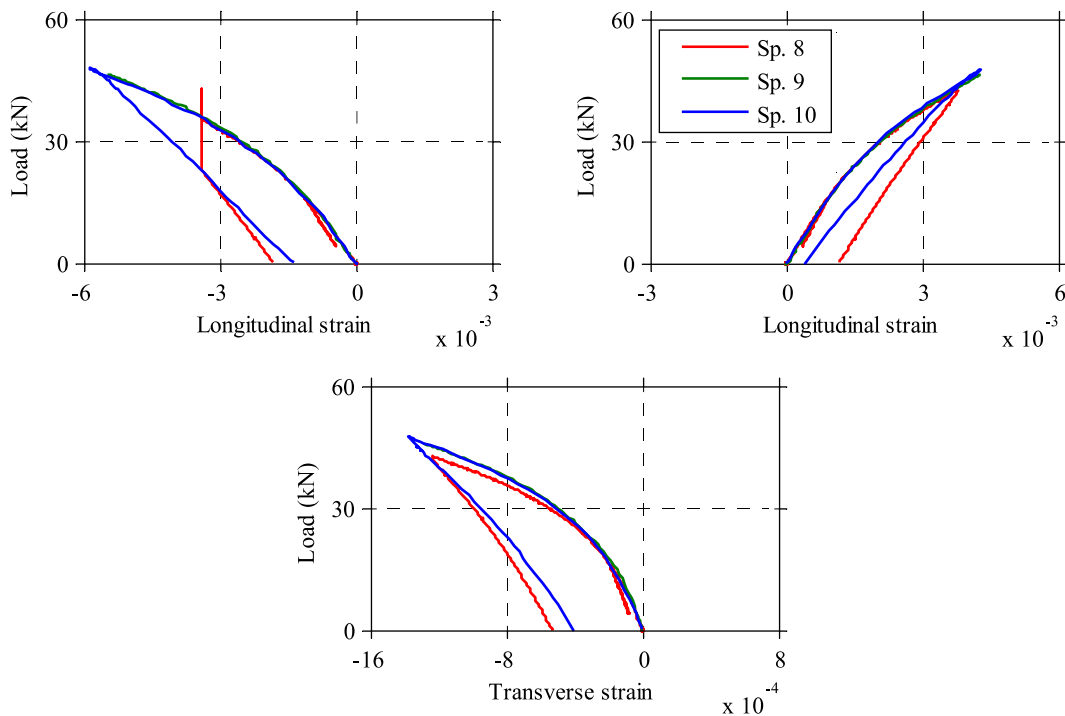 60
30
0
Load (kN)
-6
-3
0
3
Longitudinal strain
x 10^-3
60
30
0
Load (kN)
Sp. 8
Sp. 9
Sp. 10
-3
0
3
6
Longitudinal strain
x 10^-3
60
30
0
Load (kN)
-16
-8
0
8
Transverse strain
x 10^-4